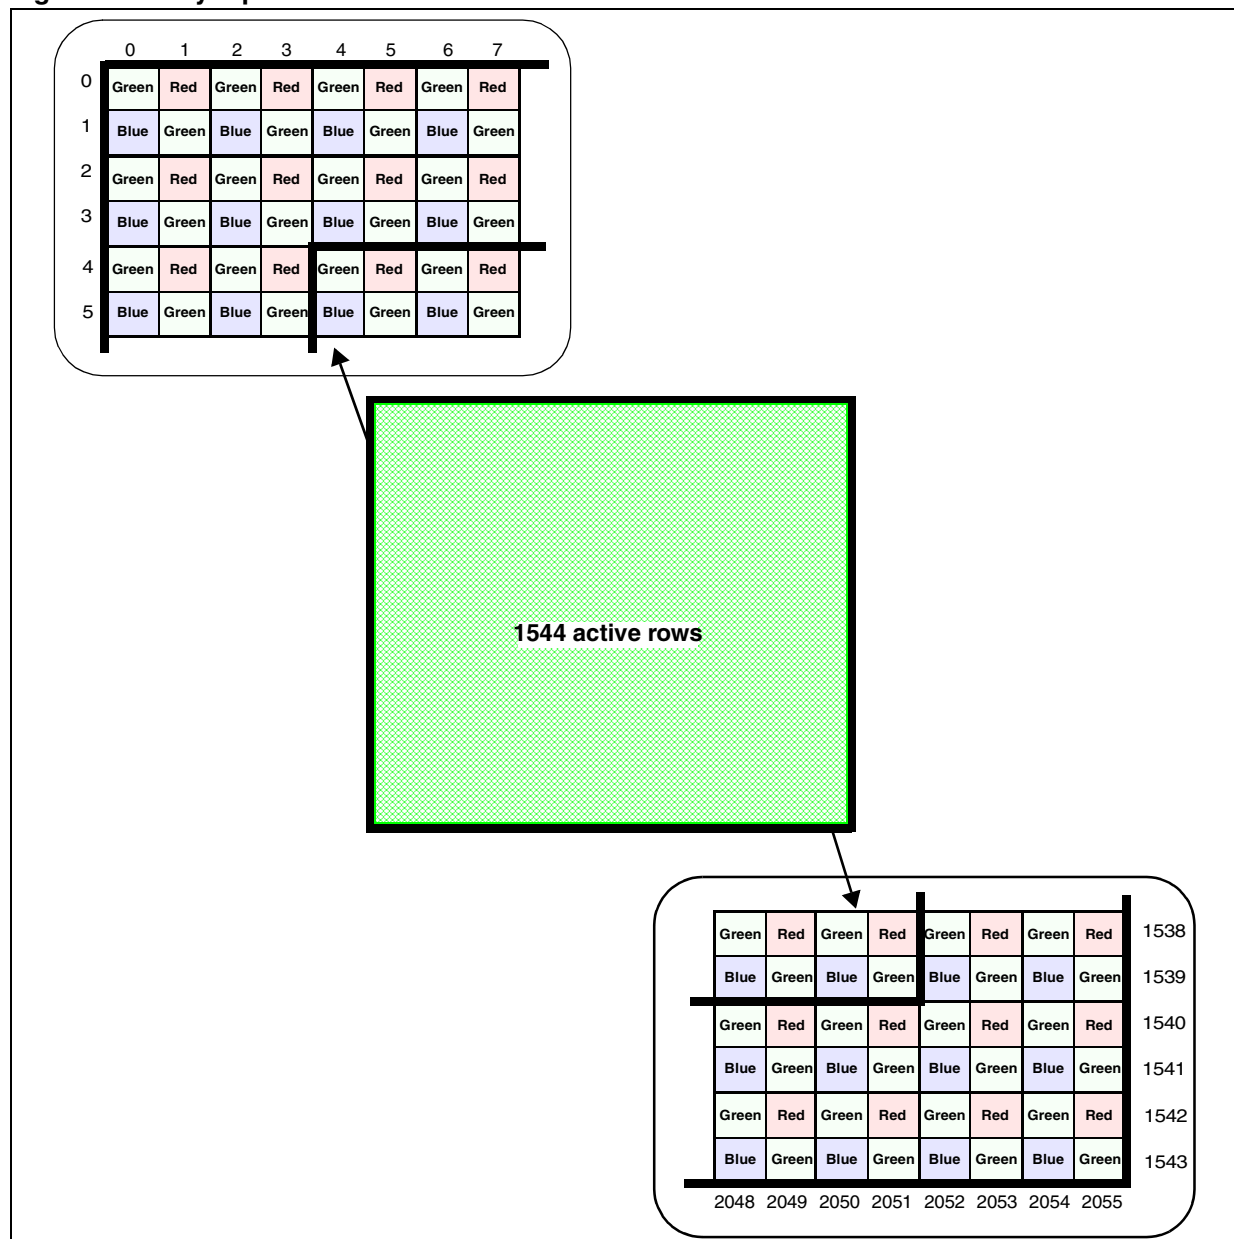 0 1 2 3 4 5 6 7
0 Green Red Green Red Green Red Green Red
1 Blue Green Blue Green Blue Green Blue Green
2 Green Red Green Red Green Red Green Red
3 Blue Green Blue Green Blue Green Blue Green
4 Green Red Green Red Green Red Green Red
5 Blue Green Blue Green Blue Green Blue Green
1544 active rows
Green Red Green Red Green Red Green Red 1538
Blue Green Blue Green Blue Green Blue Green 1539
Green Red Green Red Green Red Green Red 1540
Blue Green Blue Green Blue Green Blue Green 1541
Green Red Green Red Green Red Green Red 1542
Blue Green Blue Green Blue Green Blue Green 1543
2048 2049 2050 2051 2052 2053 2054 2055